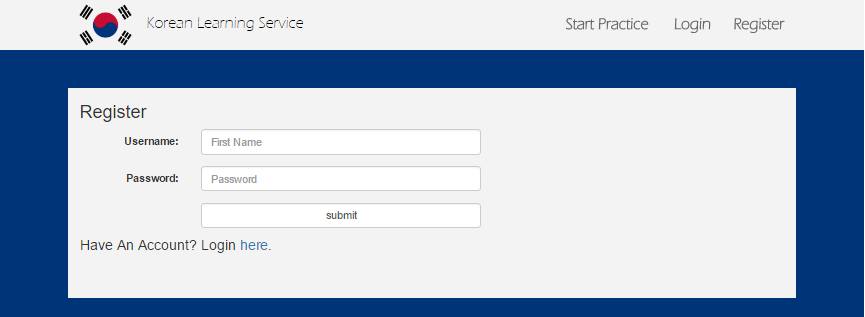 Korean Learning Service
Start Practice Login Register
Register
Username: First Name
Password: Password
submit
Have An Account? Login here.